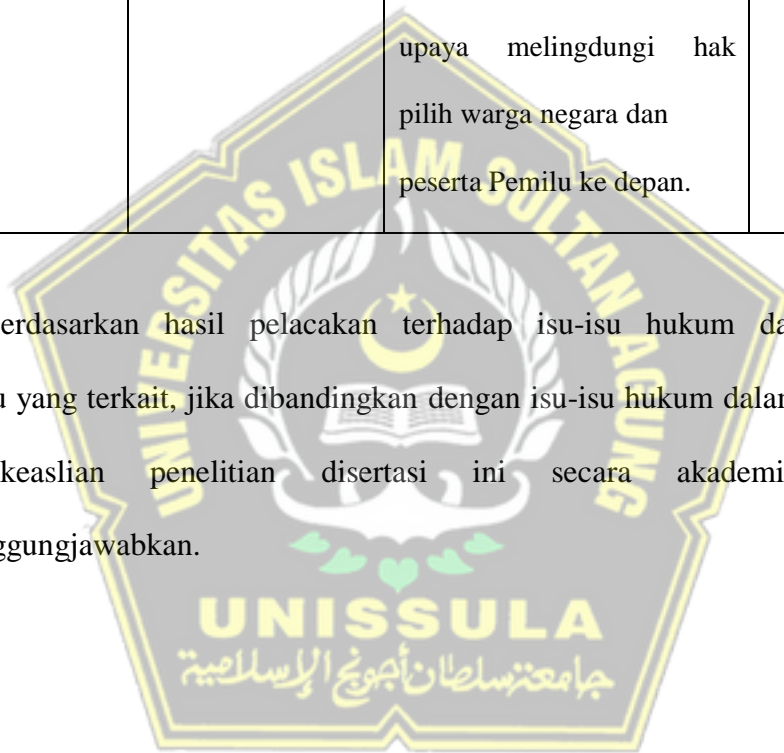 upaya melingdungi hak
pilih warga negara dan
peserta Pemilu ke depan.
erdasarkan hasil pelacakan terhadap isu-isu hukum da
u yang terkait, jika dibandingkan dengan isu-isu hukum dalam
keaslian penelitian disertasi ini secara akademi
ggungjawabkan.
UNIVERSITAS ISLAM SULTAN AGUNG
UNISSULA
جامعتنسلطان أجونج الإسلامية